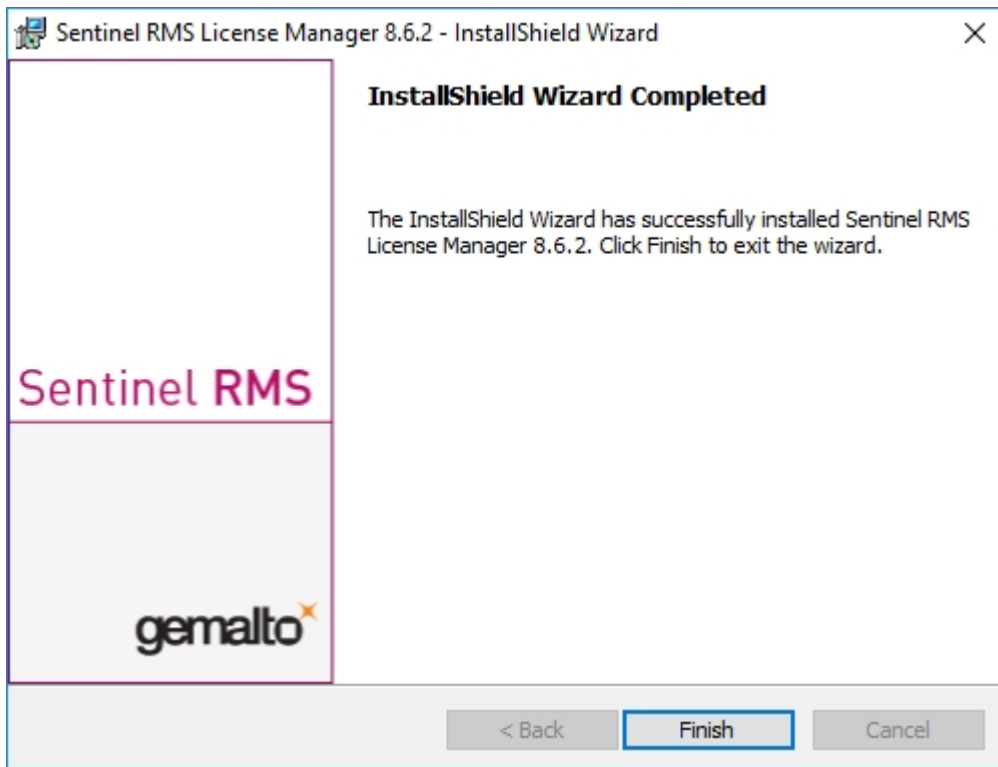 Sentinel RMS License Manager 8.6.2 - InstallShield Wizard
InstallShield Wizard Completed
The InstallShield Wizard has successfully installed Sentinel RMS
License Manager 8.6.2. Click Finish to exit the wizard.
Sentinel RMS
gemalto
< Back
Finish
Cancel